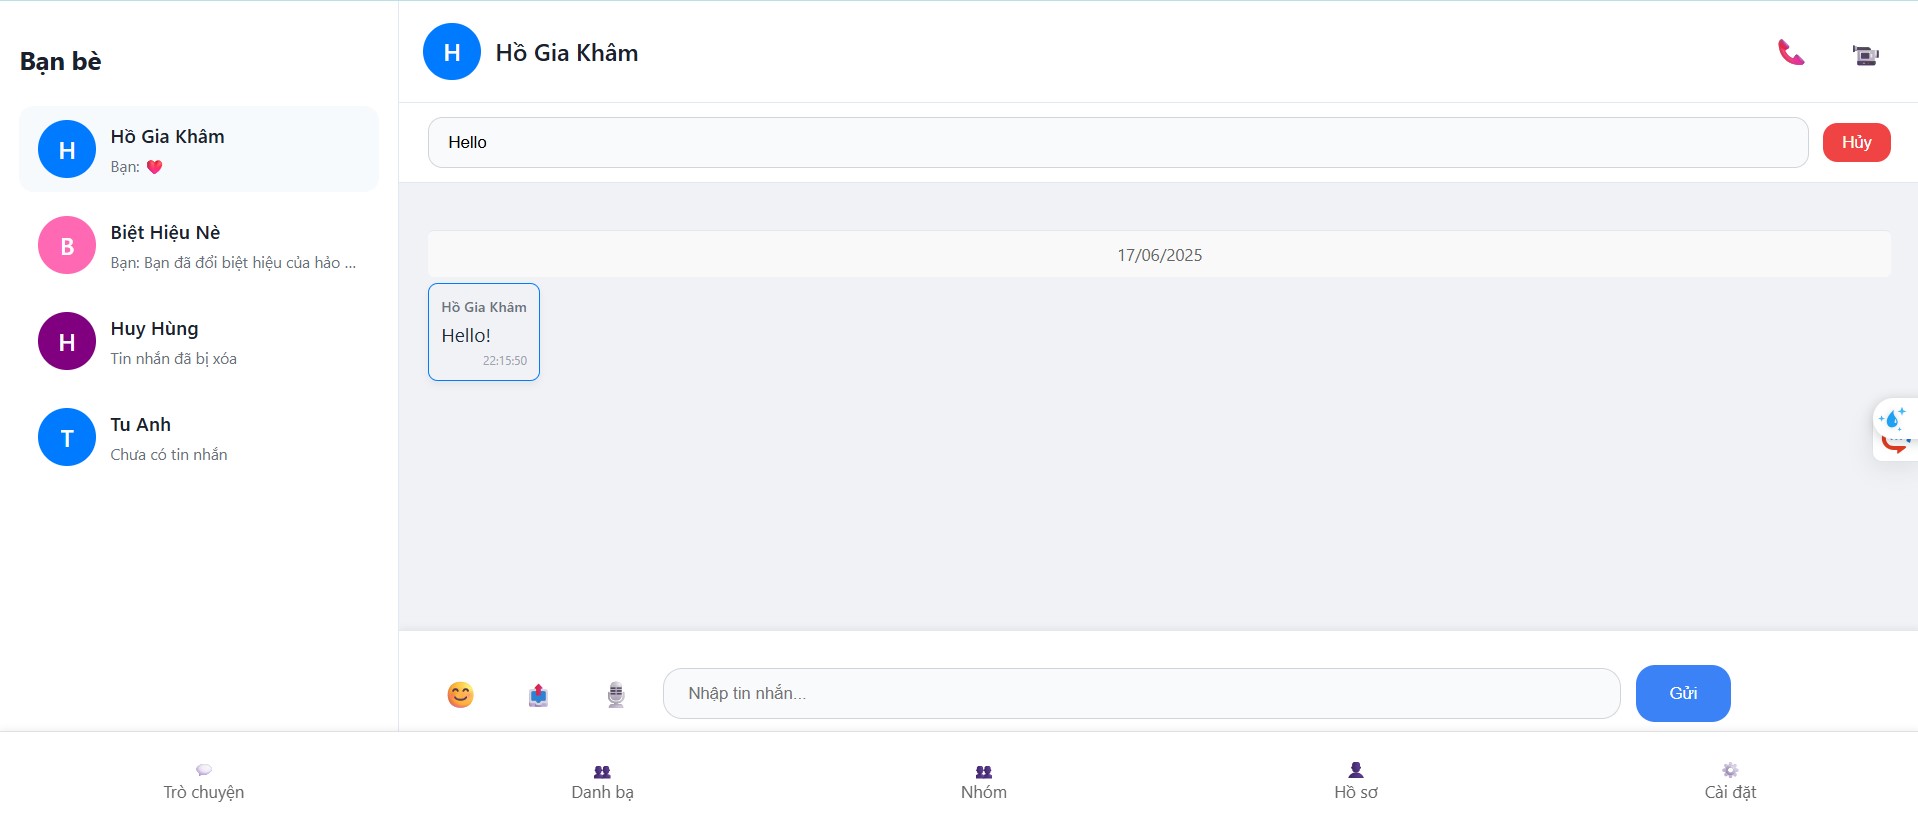 Bạn bè
H
Hồ Gia Khâm
Bạn: ❤️
B
Biệt Hiệu Nè
Bạn: Bạn đã đổi biệt hiệu của hảo ...
H
Huy Hùng
Tin nhắn đã bị xóa
T
Tu Anh
Chưa có tin nhắn
H
Hồ Gia Khâm
Hello
Hủy
17/06/2025
Hồ Gia Khâm
Hello!
22:15:50
Nhập tin nhắn...
Gửi
Trò chuyện
Danh bạ
Nhóm
Hồ sơ
Cài đặt